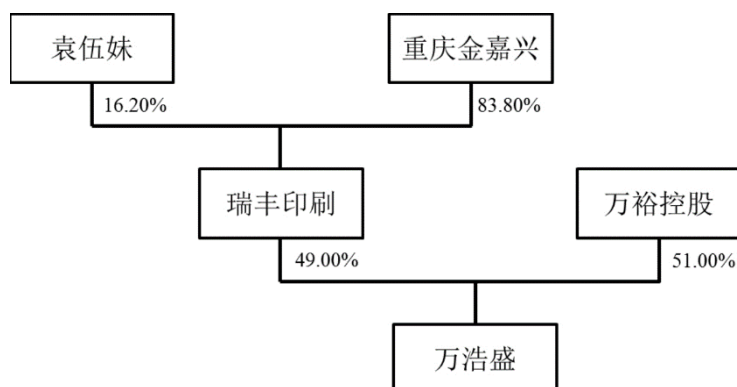 袁伍妹
重庆金嘉兴
16.20%
83.80%
瑞丰印刷
万裕控股
49.00%
51.00%
万浩盛